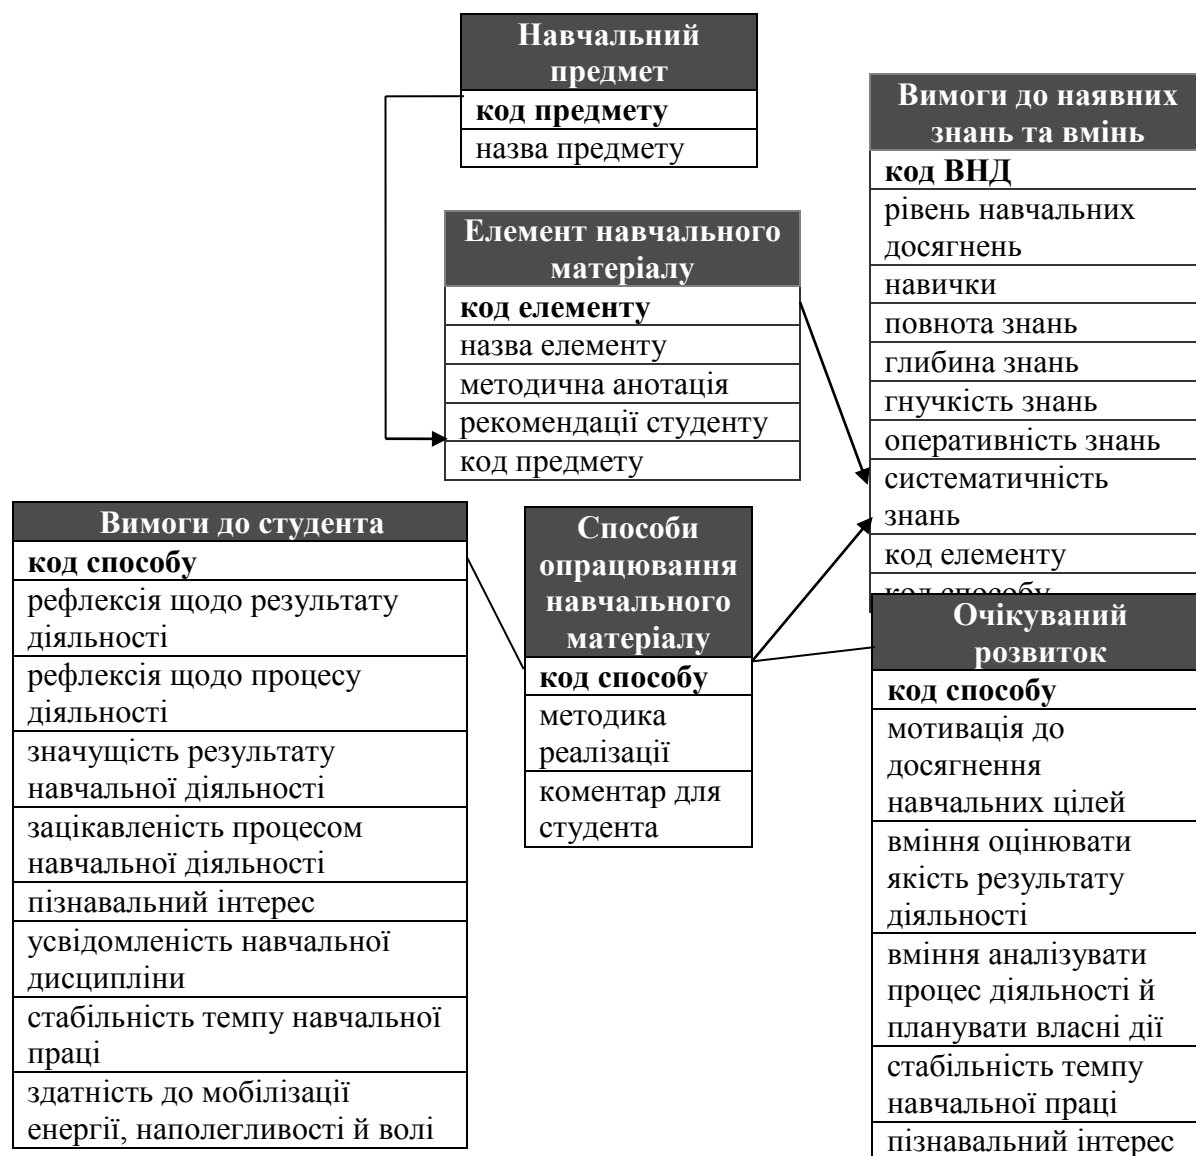 Навчальний
предмет
код предмету
назва предмету
Вимоги до наявних
знань та вмінь
код ВНД
рівень навчальних
досягнень
навички
повнота знань
глибина знань
гнучкість знань
оперативність знань
систематичність
знань
код елементу
код способу
Елемент навчального
матеріалу
код елементу
назва елементу
методична анотація
рекомендації студенту
код предмету
Вимоги до студента
код способу
рефлексія щодо результату
діяльності
рефлексія щодо процесу
діяльності
значущість результату
навчальної діяльності
зацікавленість процесом
навчальної діяльності
пізнавальний інтерес
усвідомленість навчальної
дисципліни
стабільність темпу навчальної
праці
здатність до мобілізації
енергії, наполегливості й волі
Способи
опрацювання
навчального
матеріалу
код способу
методика
реалізації
коментар для
студента
Очікуваний
розвиток
код способу
мотивація до
досягнення
навчальних цілей
вміння оцінювати
якість результату
діяльності
вміння аналізувати
процес діяльності й
планувати власні дії
стабільність темпу
навчальної праці
пізнавальний інтерес